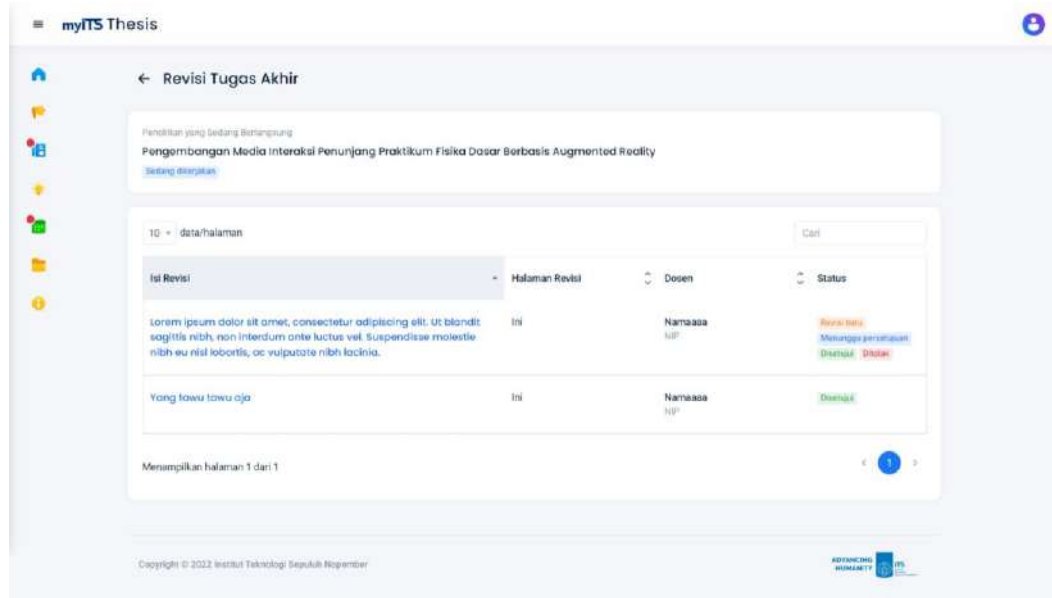 myITS Thesis
← Revisi Tugas Akhir
Penelitian yang Sedang Berlangsung
Pengembangan Media Interaksi Penunjang Praktikum Fisika Dasar Berbasis Augmented Reality
Sedang dikerjakan
10 data/halaman
Cari
Isi Revisi Halaman Revisi Dosen Status
Lorem ipsum dolor sit amet, consectetur adipiscing elit. Ut blandit Ini Namaaaa Revisi Baru
sagittis nibh, non interdum ante luctus vel. Suspendisse molestie NIP Menunggu persetujuan
nibh eu nisl lobortis, ac vulputate nibh lacinia. Disetujui Ditolak
Yang tawu tawu aja Ini Namaaaa Disetujui
NIP
Menampilkan halaman 1 dari 1
‹ 1 ›
Copyright © 2022 Institut Teknologi Sepuluh Nopember
ADVANCING
HUMANITY
ITS